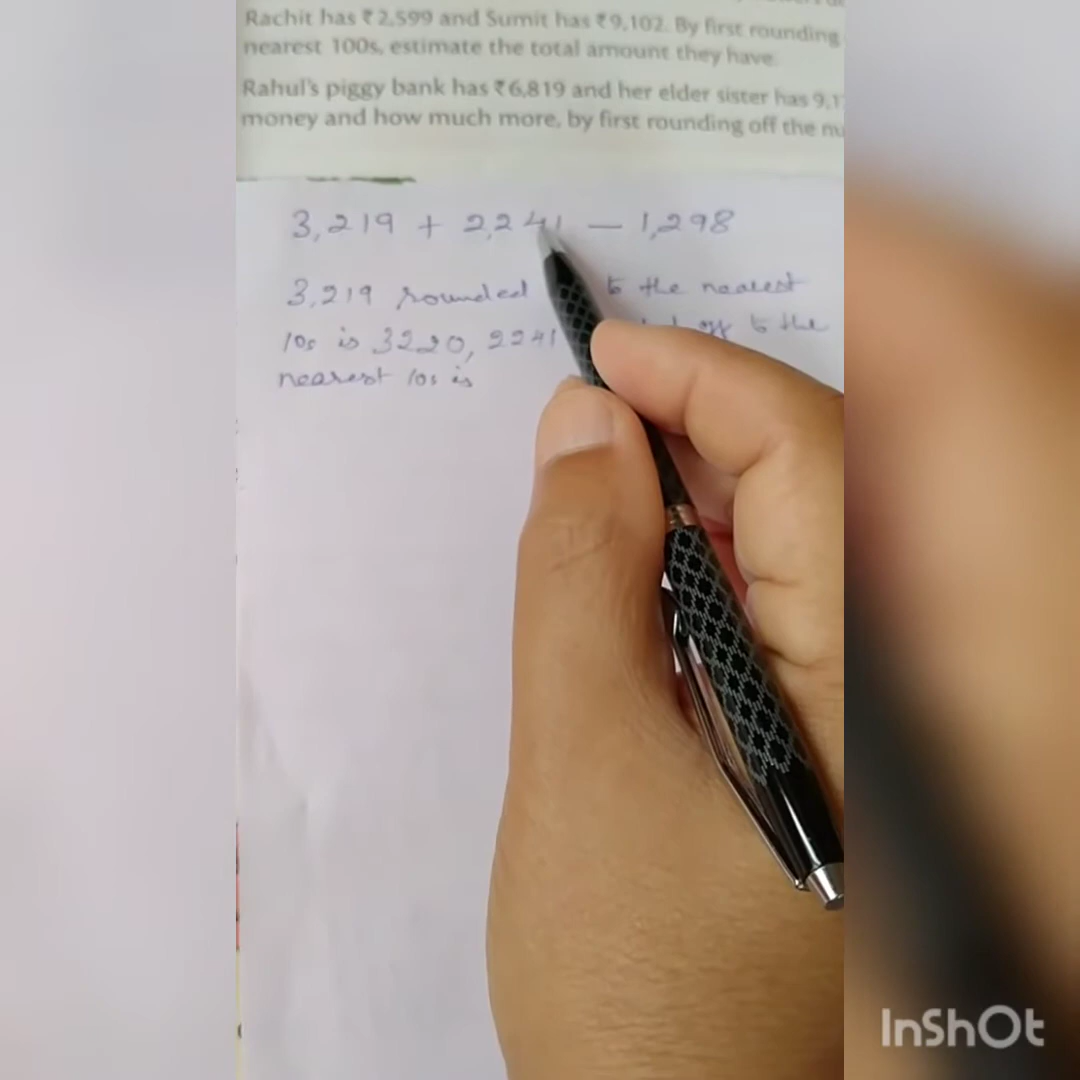 Rachit has ₹2,599 and Sumit has ₹9,102. By first rounding
nearest 100s, estimate the total amount they have.
Rahul's piggy bank has ₹6,819 and her elder sister has 9,1
money and how much more, by first rounding off the nu
3,219 + 2,241 — 1,298
3,219 rounded to the nearest
10s is 3220, 2241 off to the
nearest 10s is
InShOt